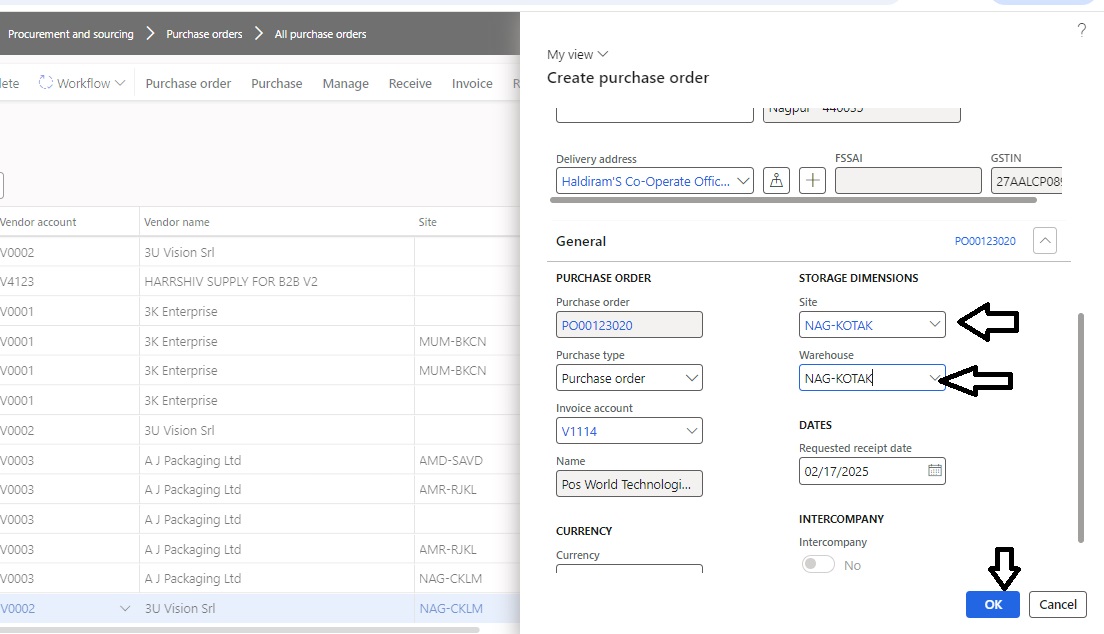 Procurement and sourcing > Purchase orders > All purchase orders
lete Workflow Purchase order Purchase Manage Receive Invoice R
Vendor account Vendor name Site
V0002 3U Vision Srl
V4123 HARRSHIV SUPPLY FOR B2B V2
V0001 3K Enterprise
V0001 3K Enterprise MUM-BKCN
V0001 3K Enterprise MUM-BKCN
V0001 3K Enterprise
V0002 3U Vision Srl
V0003 A J Packaging Ltd AMD-SAVD
V0003 A J Packaging Ltd AMR-RJKL
V0003 A J Packaging Ltd
V0003 A J Packaging Ltd AMR-RJKL
V0003 A J Packaging Ltd NAG-CKLM
V0002 3U Vision Srl NAG-CKLM
?
My view
Create purchase order
Nagpur - 440035
Delivery address FSSAI GSTIN
Haldiram'S Co-Operate Offic... 27AALCP089
General PO00123020
PURCHASE ORDER
Purchase order
PO00123020
Purchase type
Purchase order
Invoice account
V1114
Name
Pos World Technologi...
CURRENCY
Currency
STORAGE DIMENSIONS
Site
NAG-KOTAK
Warehouse
NAG-KOTAK
DATES
Requested receipt date
02/17/2025
INTERCOMPANY
Intercompany
No
OK Cancel